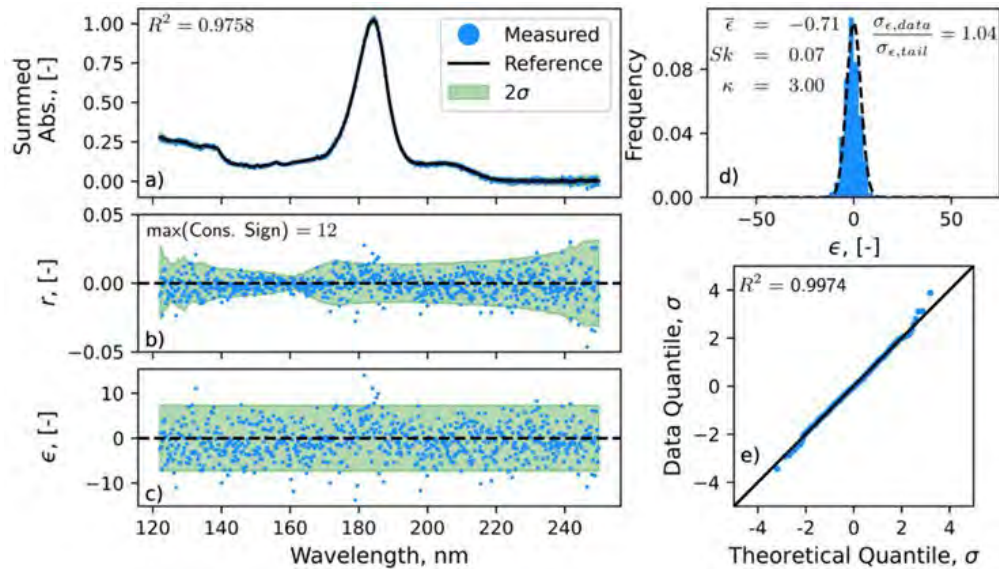 R² = 0.9758
Measured
Reference
2σ
1.00
0.75
0.50
0.25
0.00
Summed
Abs., [-]
a)
max(Cons. Sign) = 12
0.05
0.00
−0.05
r, [-]
b)
10
0
−10
ϵ, [-]
c)
120 140 160 180 200 220 240
Wavelength, nm
ϵ̄ = −0.71
Sk = 0.07
κ = 3.00
σϵ,data / σϵ,tail = 1.04
0.08
0.04
0.00
Frequency
d)
−50 0 50
ϵ, [-]
R² = 0.9974
4
2
0
−2
−4
Data Quantile, σ
e)
-4 -2 0 2 4
Theoretical Quantile, σ